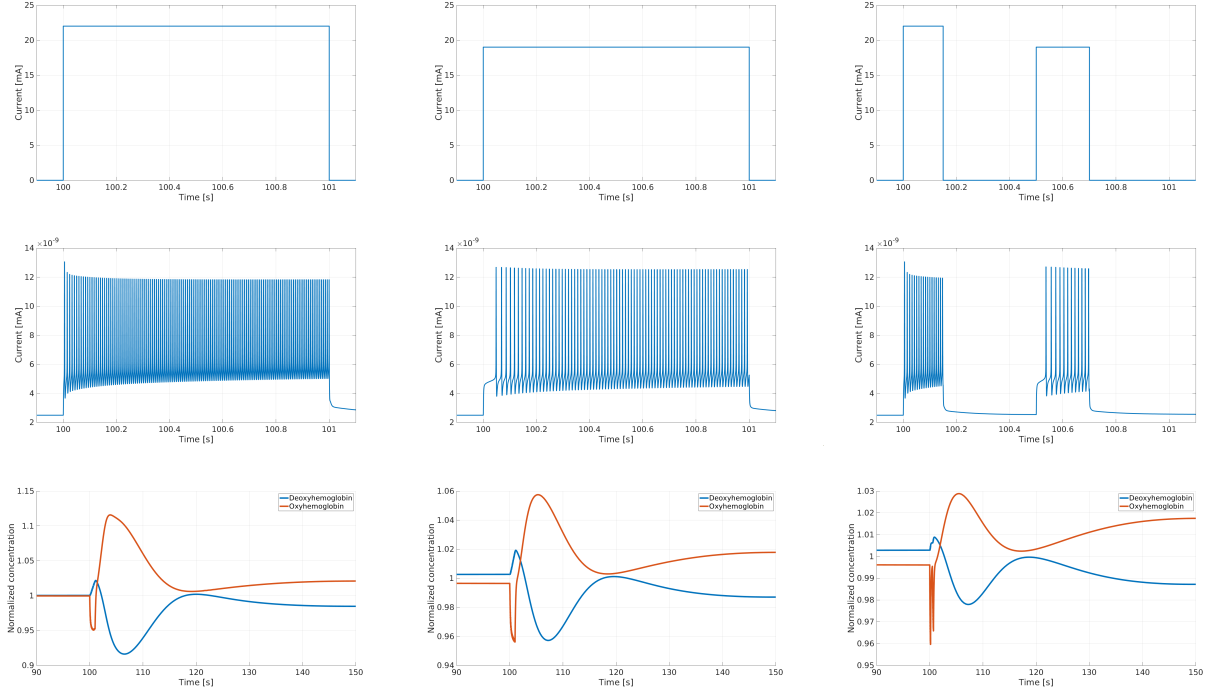 25
20
15
10
5
0
Current [mA]
100 100.2 100.4 100.6 100.8 101
Time [s]
25
20
15
10
5
0
Current [mA]
100 100.2 100.4 100.6 100.8 101
Time [s]
25
20
15
10
5
0
Current [mA]
100 100.2 100.4 100.6 100.8 101
Time [s]
×10-9
14
12
10
8
6
4
2
Current [mA]
100 100.2 100.4 100.6 100.8 101
Time [s]
×10-9
14
12
10
8
6
4
2
Current [mA]
100 100.2 100.4 100.6 100.8 101
Time [s]
×10-9
14
12
10
8
6
4
2
Current [mA]
100 100.2 100.4 100.6 100.8 101
Time [s]
1.15
1.1
1.05
1
0.95
0.9
Normalized concentration
Deoxyhemoglobin
Oxyhemoglobin
90 100 110 120 130 140 150
Time [s]
1.06
1.04
1.02
1
0.98
0.96
0.94
Normalized concentration
Deoxyhemoglobin
Oxyhemoglobin
90 100 110 120 130 140 150
Time [s]
1.03
1.02
1.01
1
0.99
0.98
0.97
0.96
0.95
Normalized concentration
Deoxyhemoglobin
Oxyhemoglobin
90 100 110 120 130 140 150
Time [s]